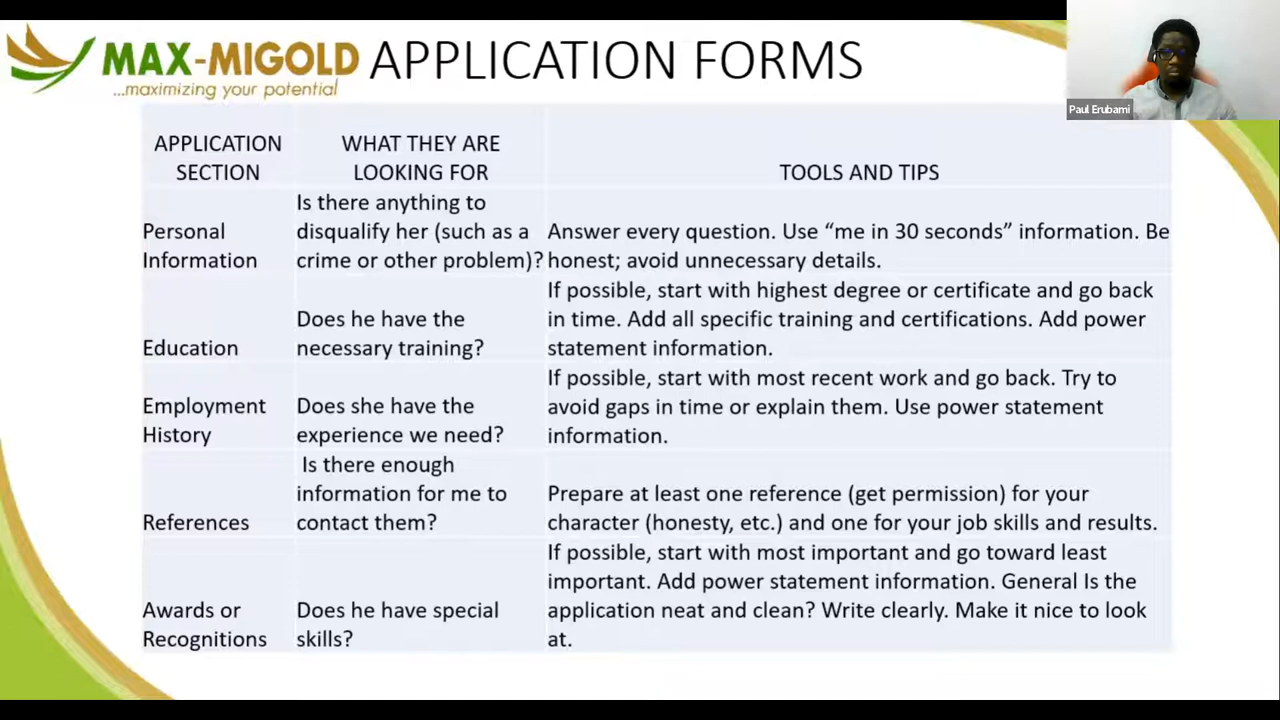 MAX-MIGOLD
...maximizing your potential
APPLICATION FORMS
Paul Erubami
APPLICATION
SECTION
WHAT THEY ARE
LOOKING FOR
TOOLS AND TIPS
Personal
Information
Is there anything to
disqualify her (such as a
crime or other problem)?
Answer every question. Use “me in 30 seconds” information. Be
honest; avoid unnecessary details.
Education
Does he have the
necessary training?
If possible, start with highest degree or certificate and go back
in time. Add all specific training and certifications. Add power
statement information.
Employment
History
Does she have the
experience we need?
If possible, start with most recent work and go back. Try to
avoid gaps in time or explain them. Use power statement
information.
References
Is there enough
information for me to
contact them?
Prepare at least one reference (get permission) for your
character (honesty, etc.) and one for your job skills and results.
Awards or
Recognitions
Does he have special
skills?
If possible, start with most important and go toward least
important. Add power statement information. General Is the
application neat and clean? Write clearly. Make it nice to look
at.